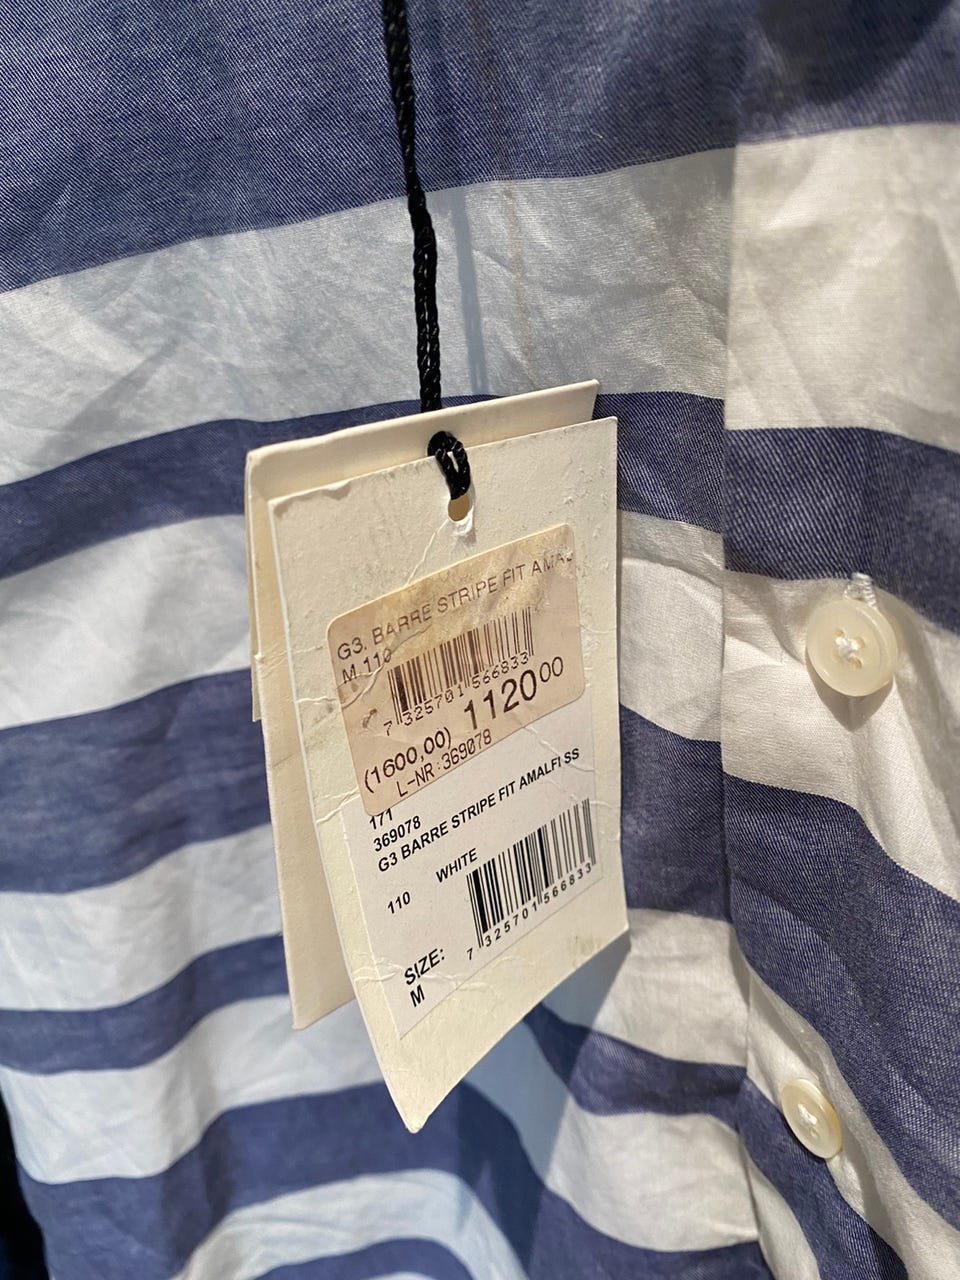 G3. BARRE STRIPE FIT AMAL
M 110
7 325701 566833
1120 00
(1600,00)
L-NR:369078
171
369078
G3 BARRE STRIPE FIT AMALFI SS
110 WHITE
7 325701 566833
SIZE:
M